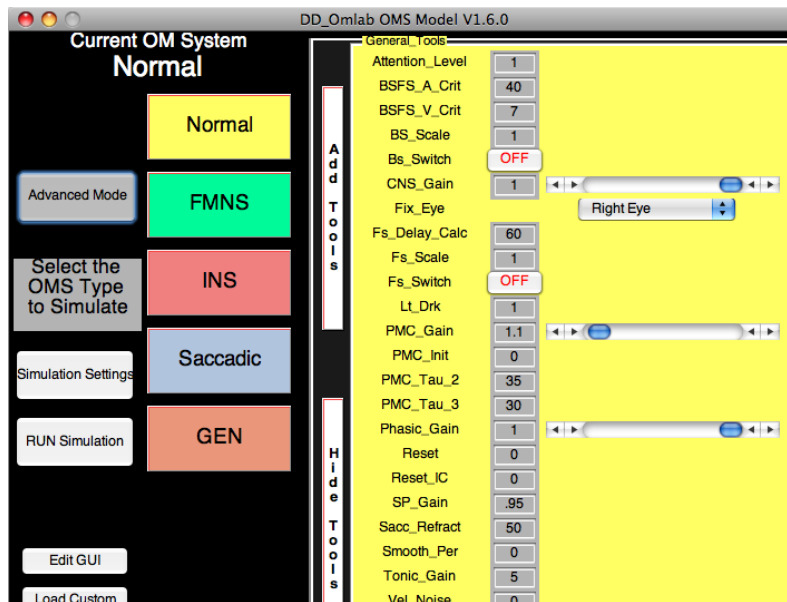 DD_Omlab OMS Model V1.6.0
Current OM System
Normal
Normal
Advanced Mode
FMNS
Select the
OMS Type
to Simulate
INS
Saccadic
Simulation Settings
GEN
RUN Simulation
Edit GUI
Load Custom
Add Tools
Hide Tools
General_Tools
Attention_Level 1
BSFS_A_Crit 40
BSFS_V_Crit 7
BS_Scale 1
Bs_Switch OFF
CNS_Gain 1
Fix_Eye Right Eye
Fs_Delay_Calc 60
Fs_Scale 1
Fs_Switch OFF
Lt_Drk 1
PMC_Gain 1.1
PMC_Init 0
PMC_Tau_2 35
PMC_Tau_3 30
Phasic_Gain 1
Reset 0
Reset_IC 0
SP_Gain .95
Sacc_Refract 50
Smooth_Per 0
Tonic_Gain 5
Vel_Noise 0